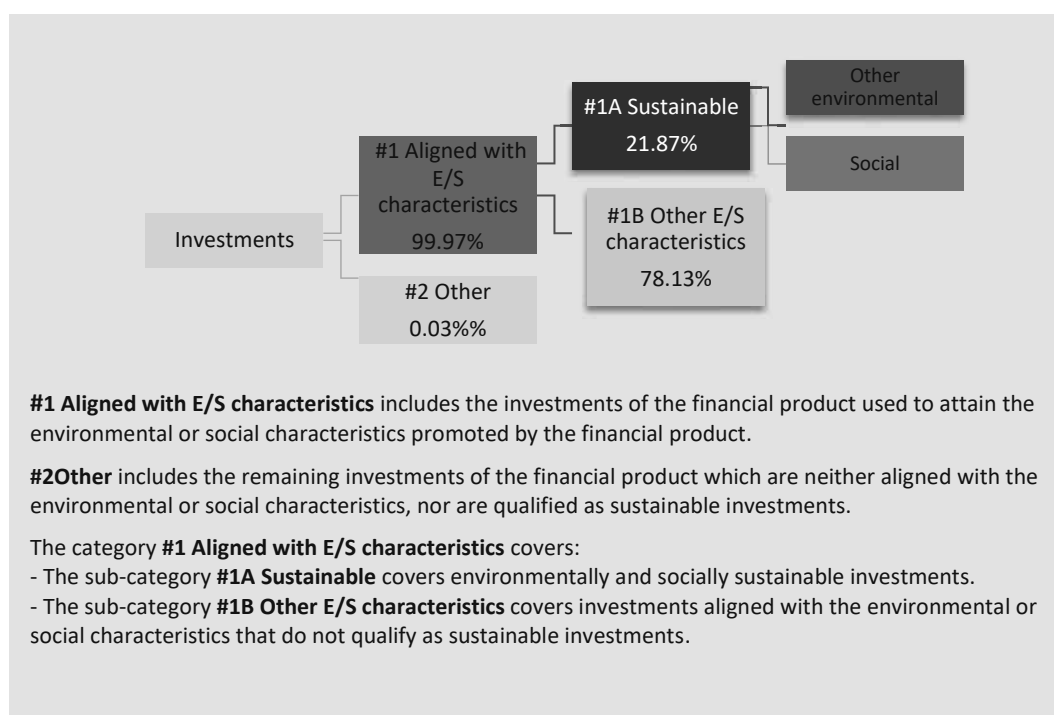 Other
environmental
#1A Sustainable
21.87%
Social
#1 Aligned with
E/S
characteristics
99.97%
#1B Other E/S
characteristics
78.13%
Investments
#2 Other
0.03%%
#1 Aligned with E/S characteristics includes the investments of the financial product used to attain the
environmental or social characteristics promoted by the financial product.
#2Other includes the remaining investments of the financial product which are neither aligned with the
environmental or social characteristics, nor are qualified as sustainable investments.
The category #1 Aligned with E/S characteristics covers:
- The sub-category #1A Sustainable covers environmentally and socially sustainable investments.
- The sub-category #1B Other E/S characteristics covers investments aligned with the environmental or
social characteristics that do not qualify as sustainable investments.